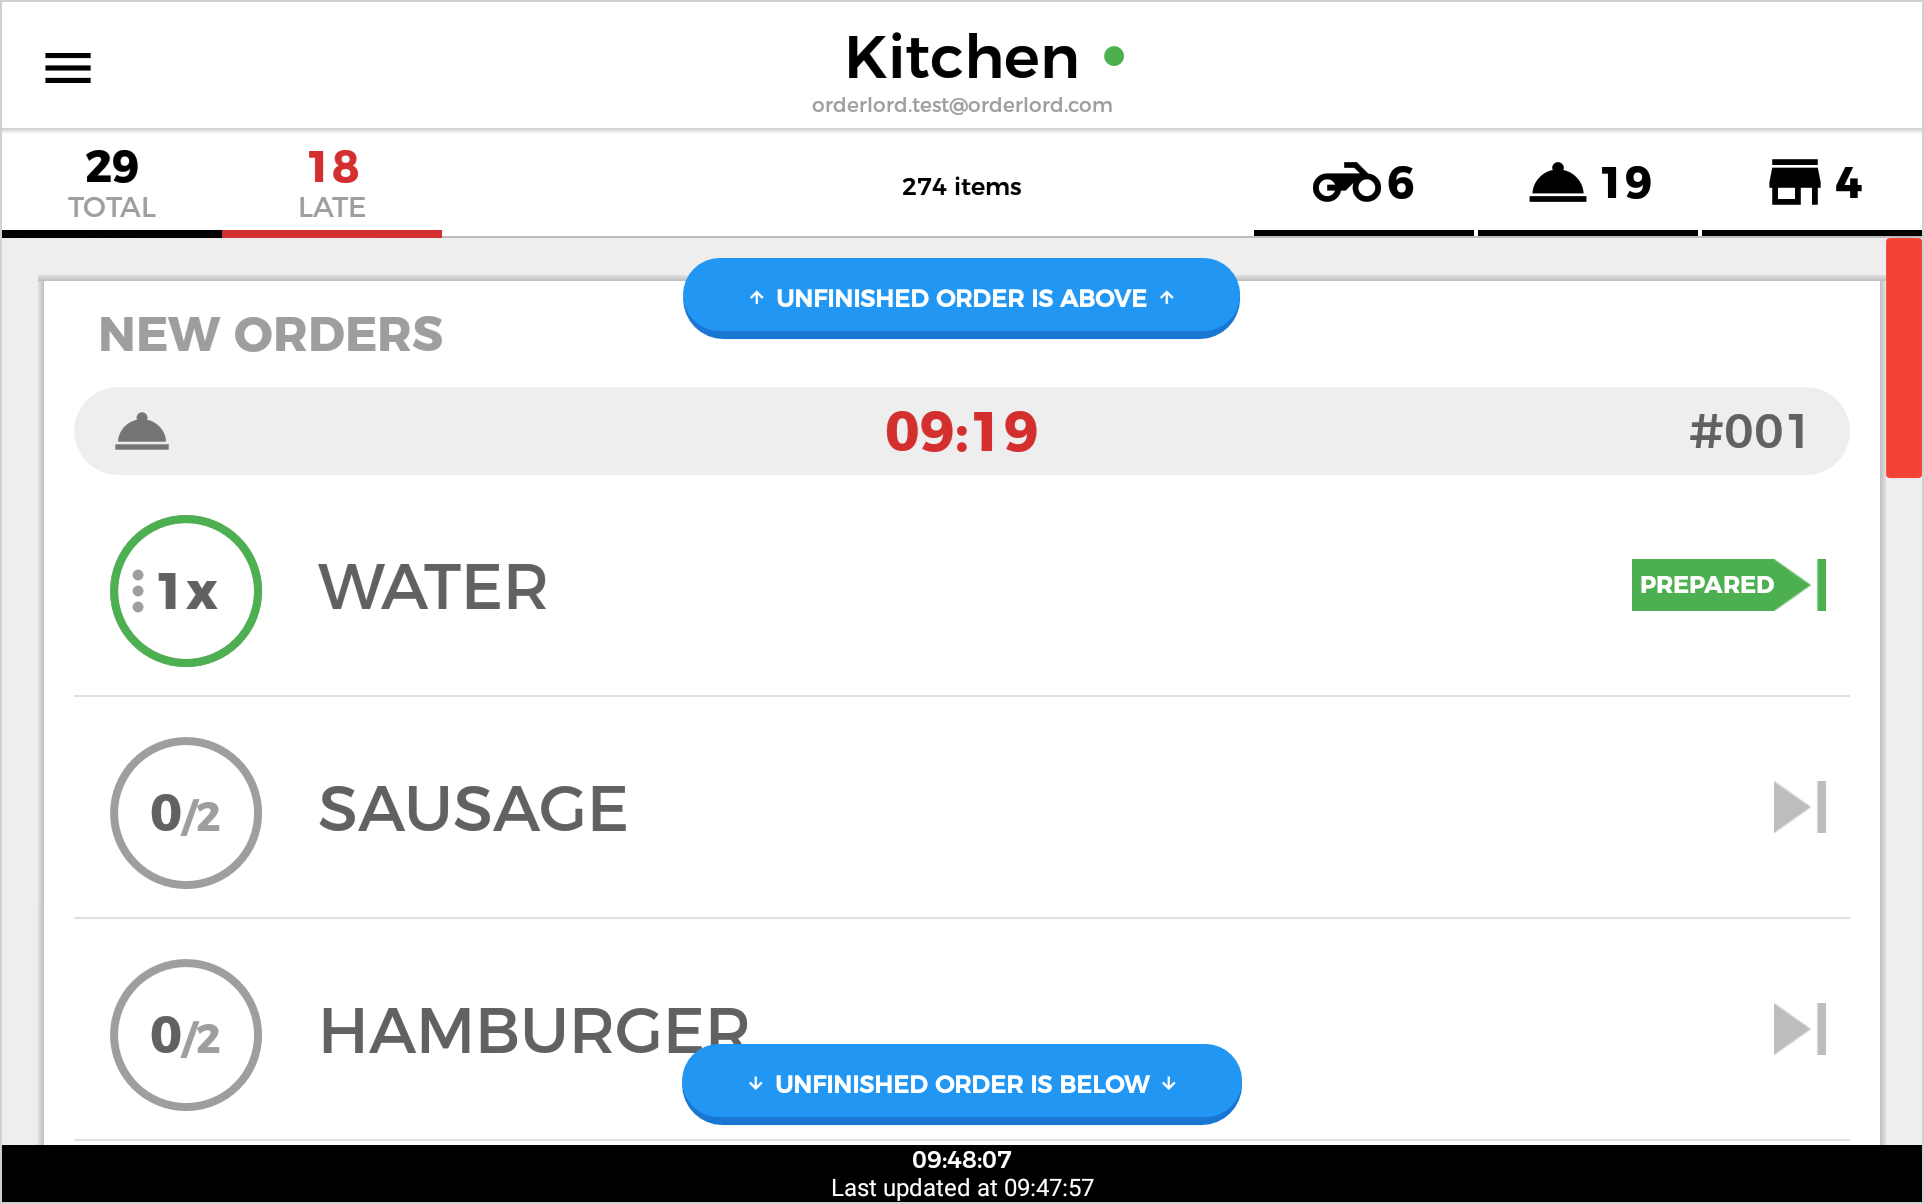 Kitchen
orderlord.test@orderlord.com
29
TOTAL
18
LATE
274 items
6
19
4
↑ UNFINISHED ORDER IS ABOVE ↑
NEW ORDERS
09:19
#001
1x
WATER
PREPARED
0/2
SAUSAGE
0/2
HAMBURGER
↓ UNFINISHED ORDER IS BELOW ↓
09:48:07
Last updated at 09:47:57